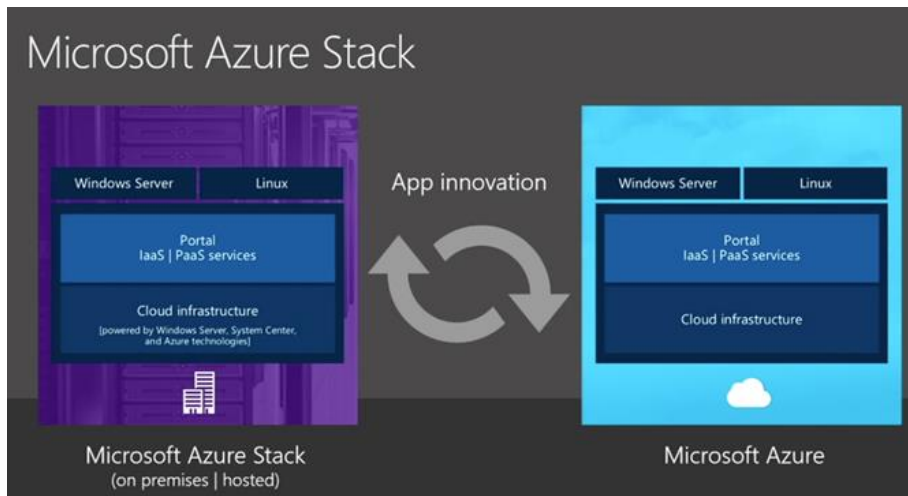 Microsoft Azure Stack
Windows Server
Linux
Portal
IaaS | PaaS services
Cloud infrastructure
[powered by Windows Server, System Center,
and Azure technologies]
Microsoft Azure Stack
(on premises | hosted)
App innovation
Windows Server
Linux
Portal
IaaS | PaaS services
Cloud infrastructure
Microsoft Azure